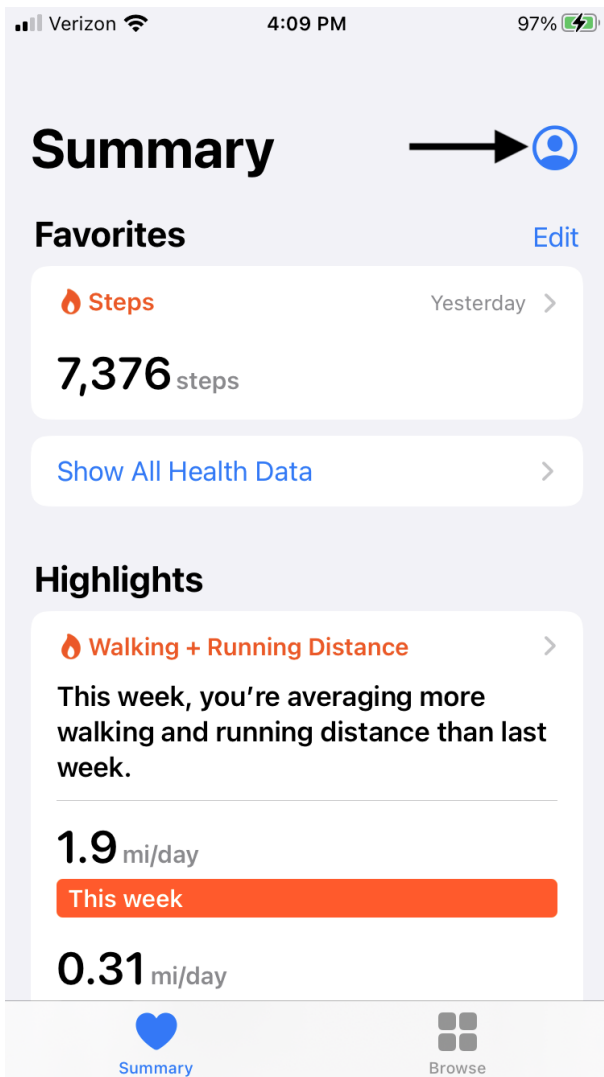 Verizon 4:09 PM 97%
Summary
Favorites Edit
Steps Yesterday
7,376 steps
Show All Health Data
Highlights
Walking + Running Distance
This week, you’re averaging more
walking and running distance than last
week.
1.9 mi/day
This week
0.31 mi/day
Summary Browse